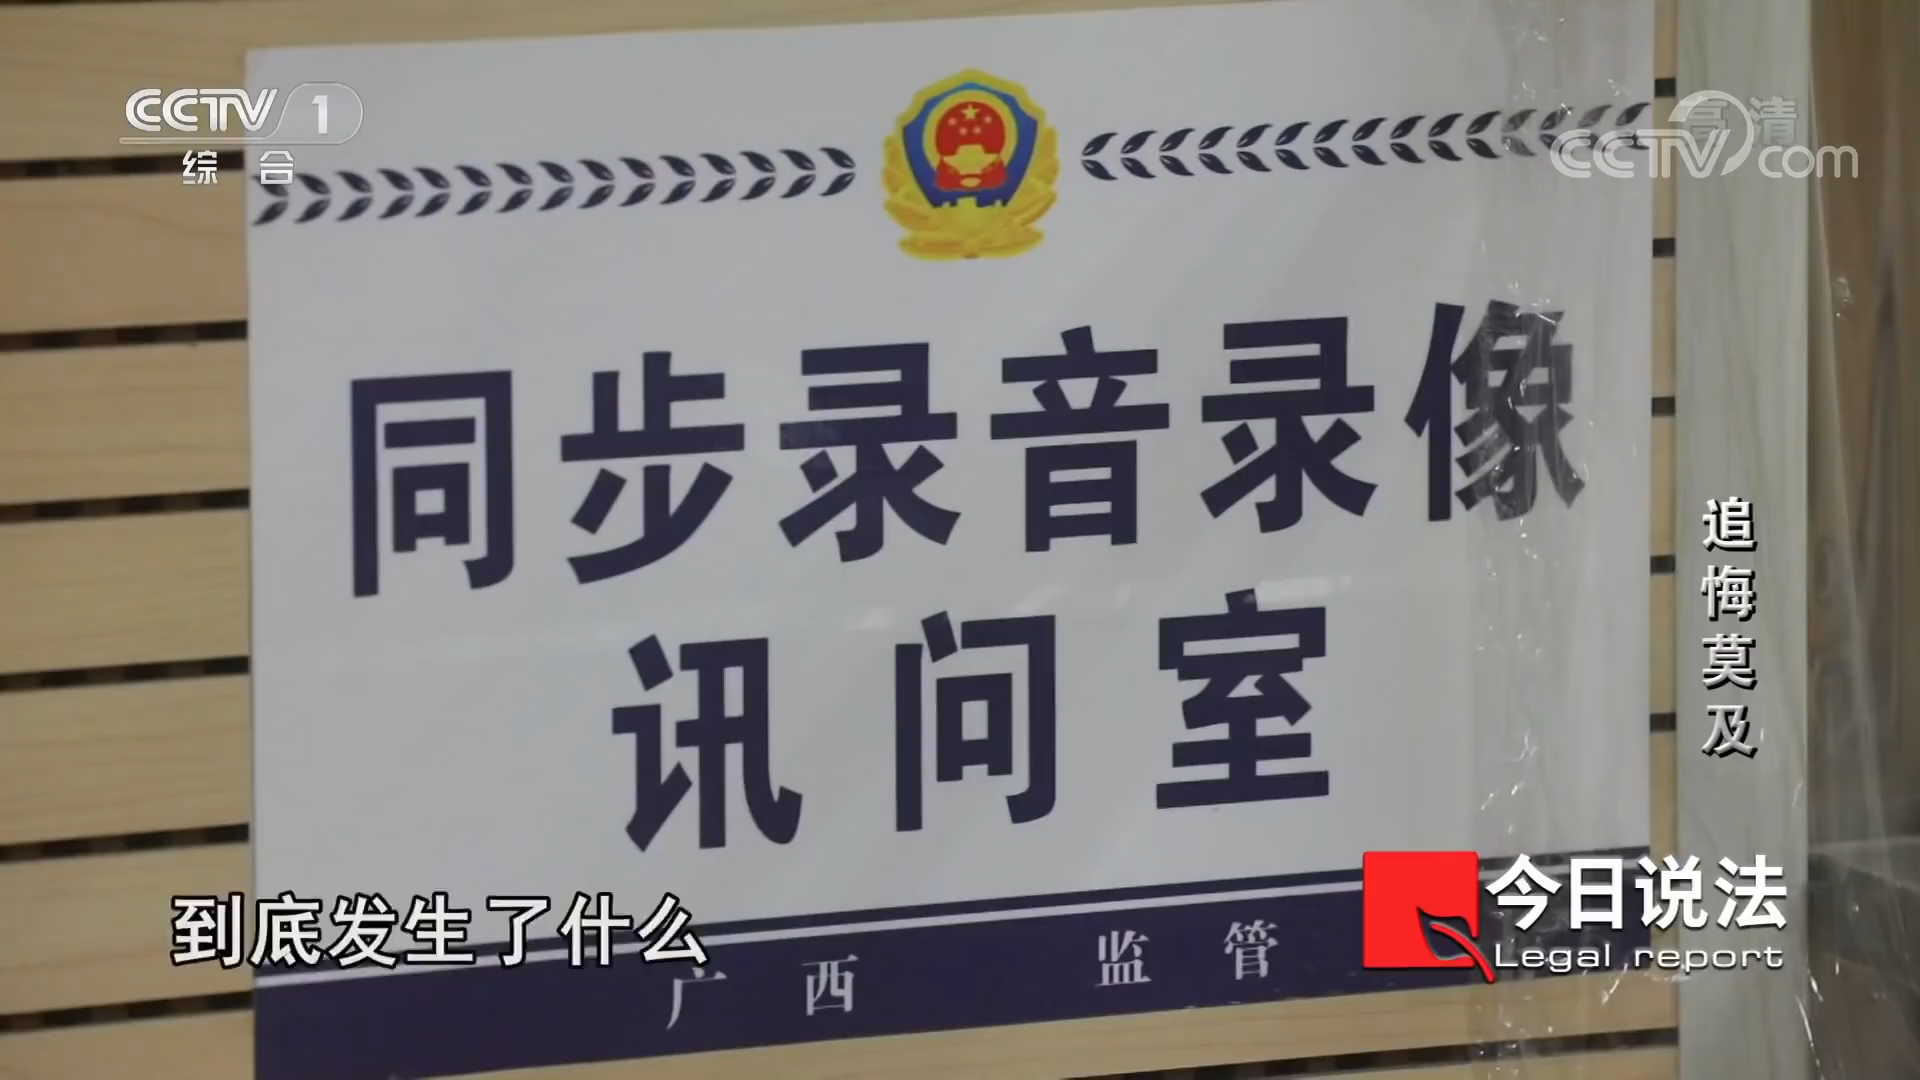 CCTV 1
综合
高清
CCTV com
同步录音录像
讯问室
追悔莫及
到底发生了什么
今日说法
Legal report
广西 监管